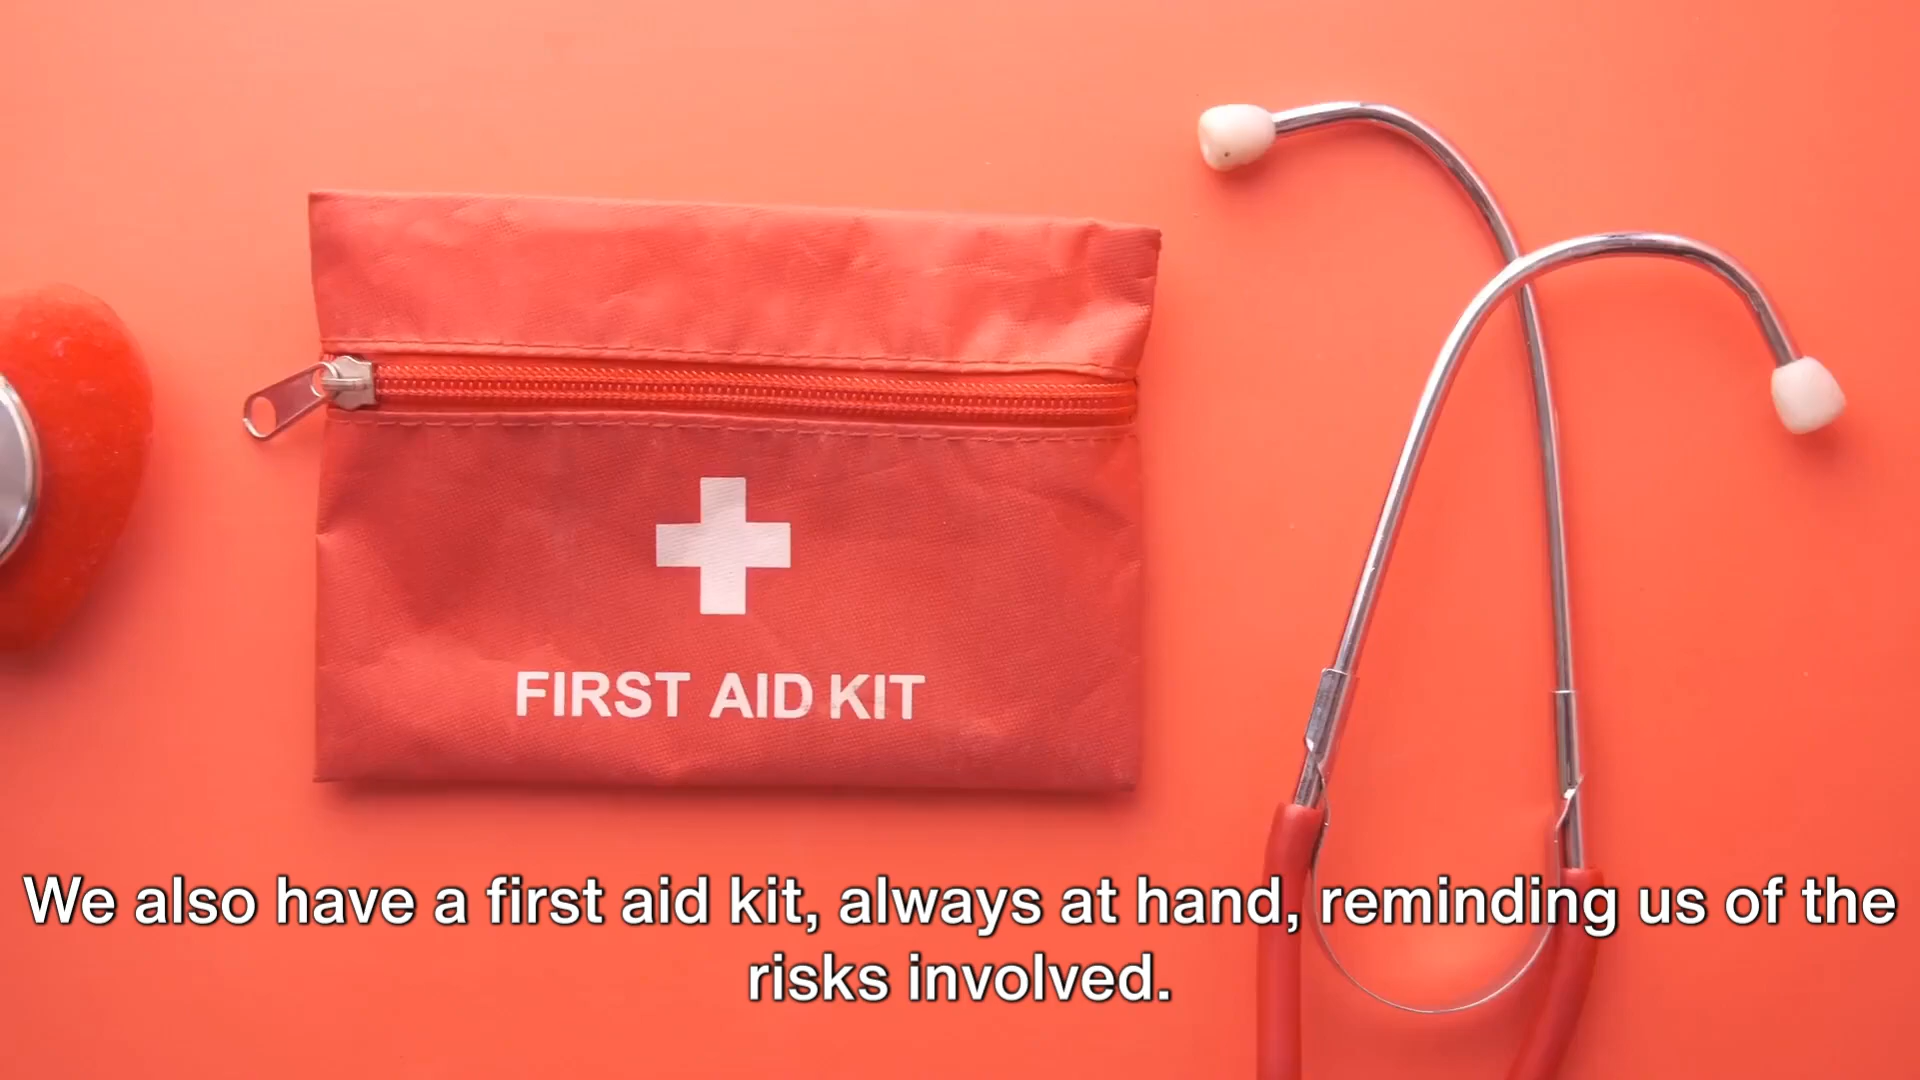 FIRST AID KIT
We also have a first aid kit, always at hand, reminding us of the
risks involved.